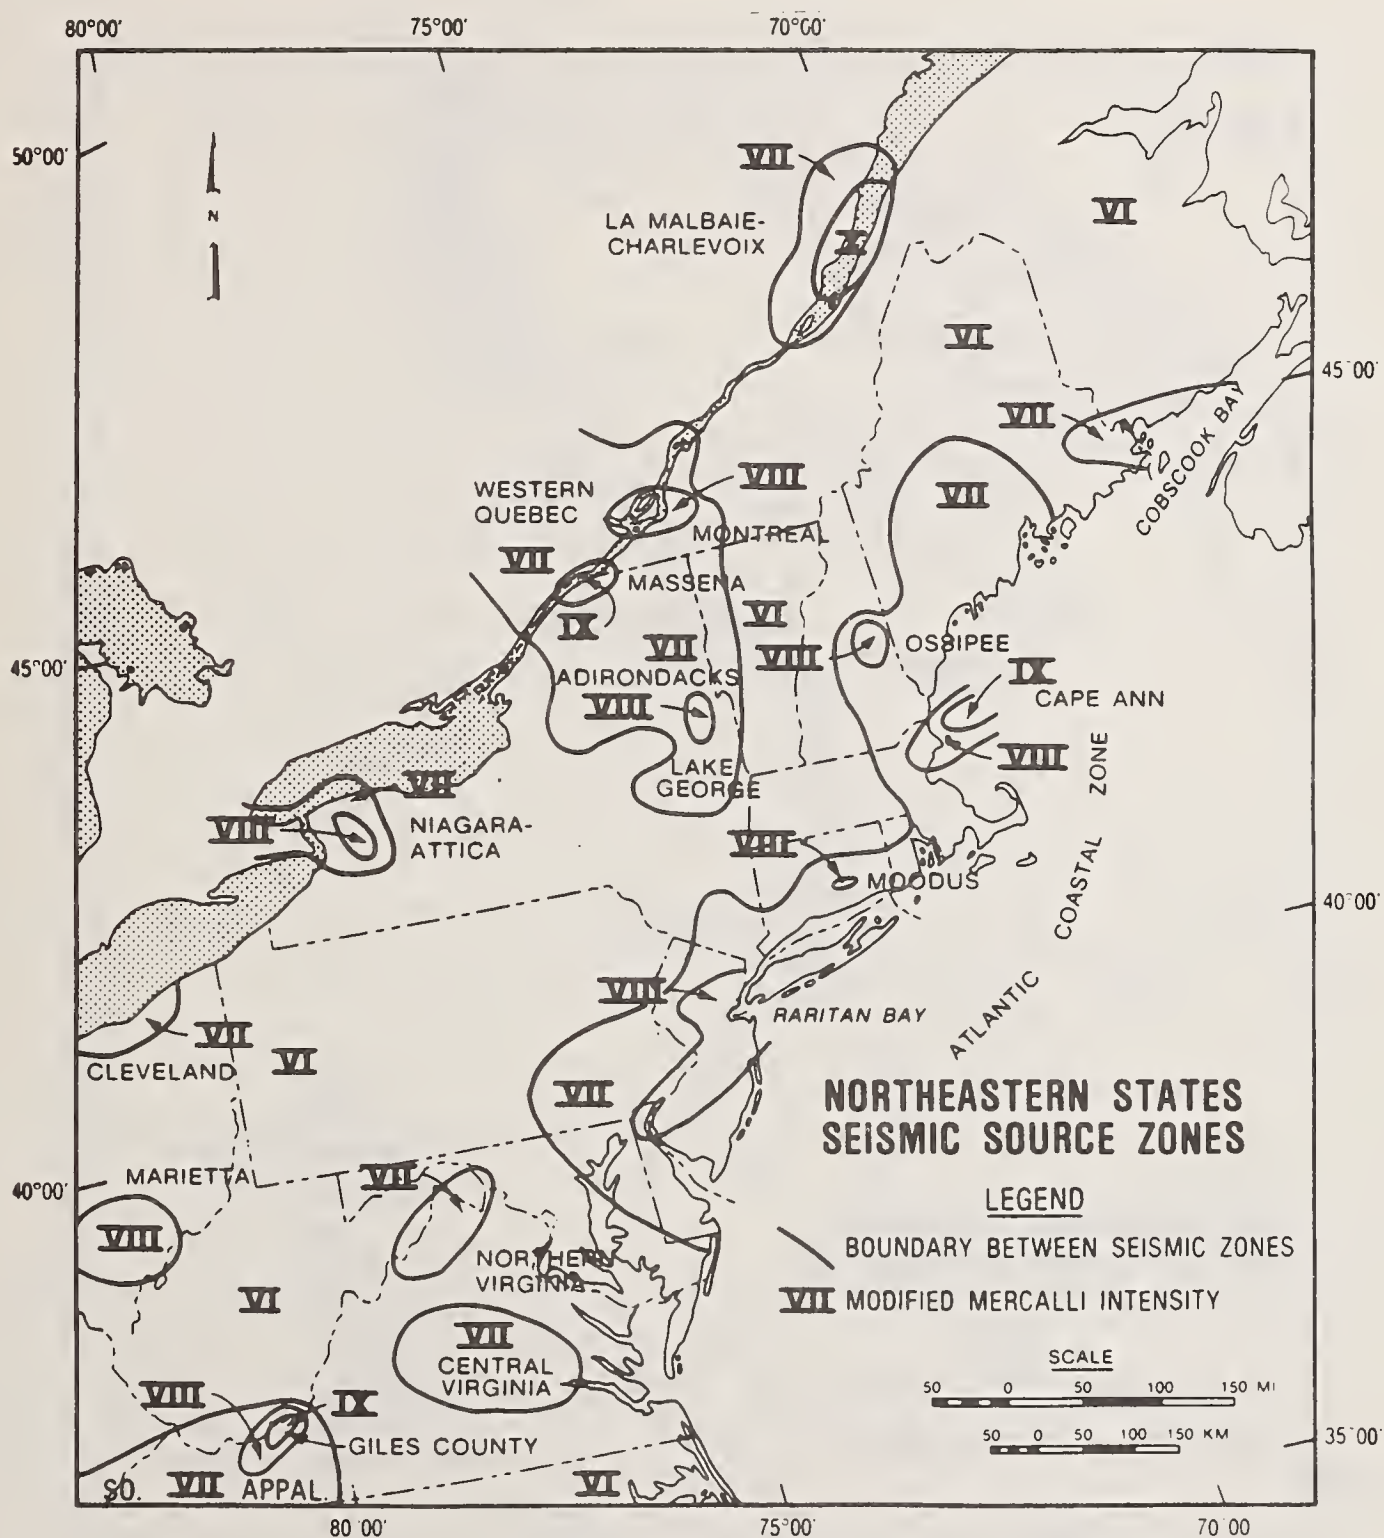 80°00'
75°00'
70°00'
50°00'
N
VII
LA MALBAIE-
CHARLEVOIX
X
VI
VI
45°00'
VII
COBSCOOK BAY
WESTERN
QUEBEC
VIII
VII
MONTREAL
VII
MASSENA
IX
VI
VII
VIII
OSSIPEE
45°00'
ADIRONDACKS
IX
CAPE ANN
VIII
VIII
LAKE
GEORGE
VII
VIII
NIAGARA-
ATTICA
VIII
MOODUS
40°00'
ATLANTIC COASTAL ZONE
VIII
RARITAN BAY
VII
VI
CLEVELAND
VII
NORTHEASTERN STATES
SEISMIC SOURCE ZONES
MARIETTA
VII
40°00'
LEGEND
VIII
BOUNDARY BETWEEN SEISMIC ZONES
NORTHERN
VIRGINIA
VI
VII MODIFIED MERCALLI INTENSITY
VII
CENTRAL
VIRGINIA
SCALE
50 0 50 100 150 MI
VIII
IX
GILES COUNTY
50 0 50 100 150 KM
35°00'
SO. VII APPAL.
VI
80°00'
75°00'
70°00'